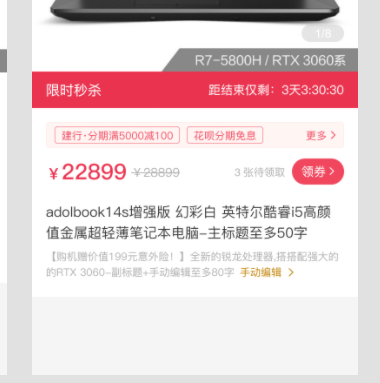 1/8
R7-5800H / RTX 3060系
限时秒杀 距结束仅剩：3天3:30:30
建行·分期满5000减100 花呗分期免息 更多 >
￥22899 ￥28899 3 张待领取 领券 >
adolbook14s增强版 幻彩白 英特尔酷睿i5高颜
值金属超轻薄笔记本电脑-主标题至多50字
【购机赠价值199元意外险！】全新的锐龙处理器,搭搭配强大的
的RTX 3060-副标题+手动编辑至多80字 手动编辑 >